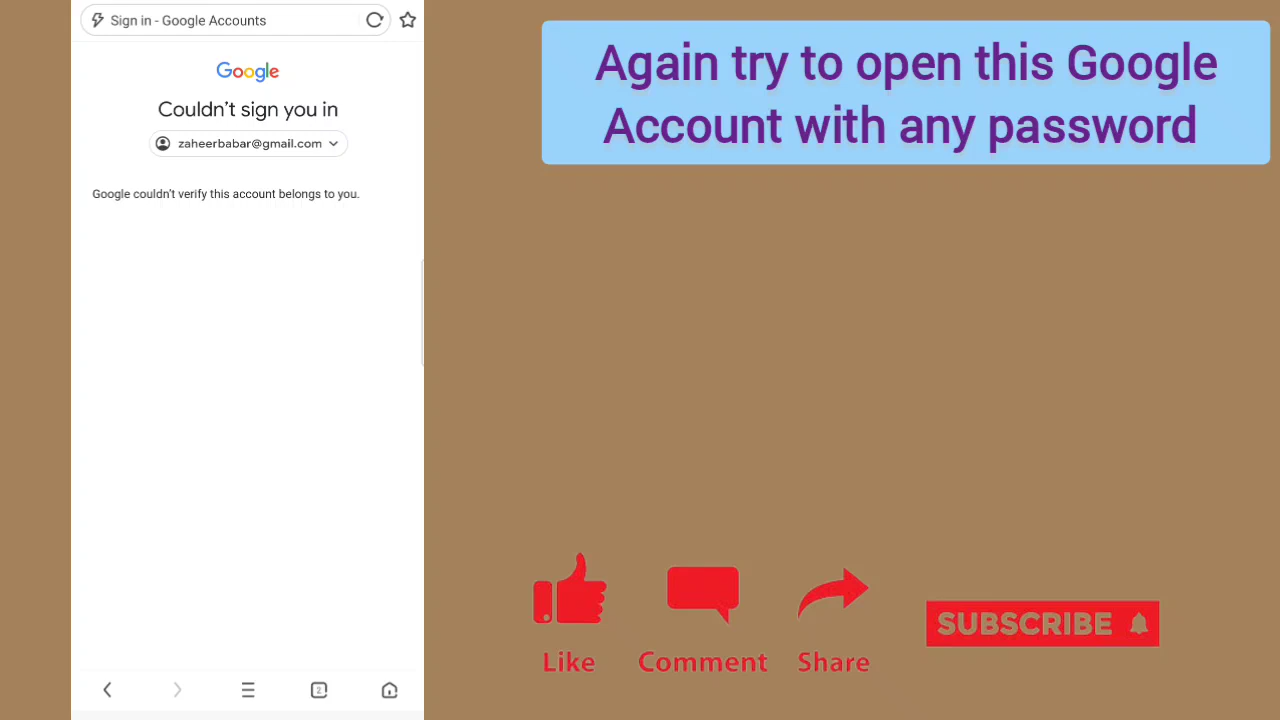 Sign in - Google Accounts
Google
Couldn't sign you in
zaheerbabar@gmail.com
Google couldn't verify this account belongs to you.
2
Again try to open this Google
Account with any password
Like
Comment
Share
SUBSCRIBE